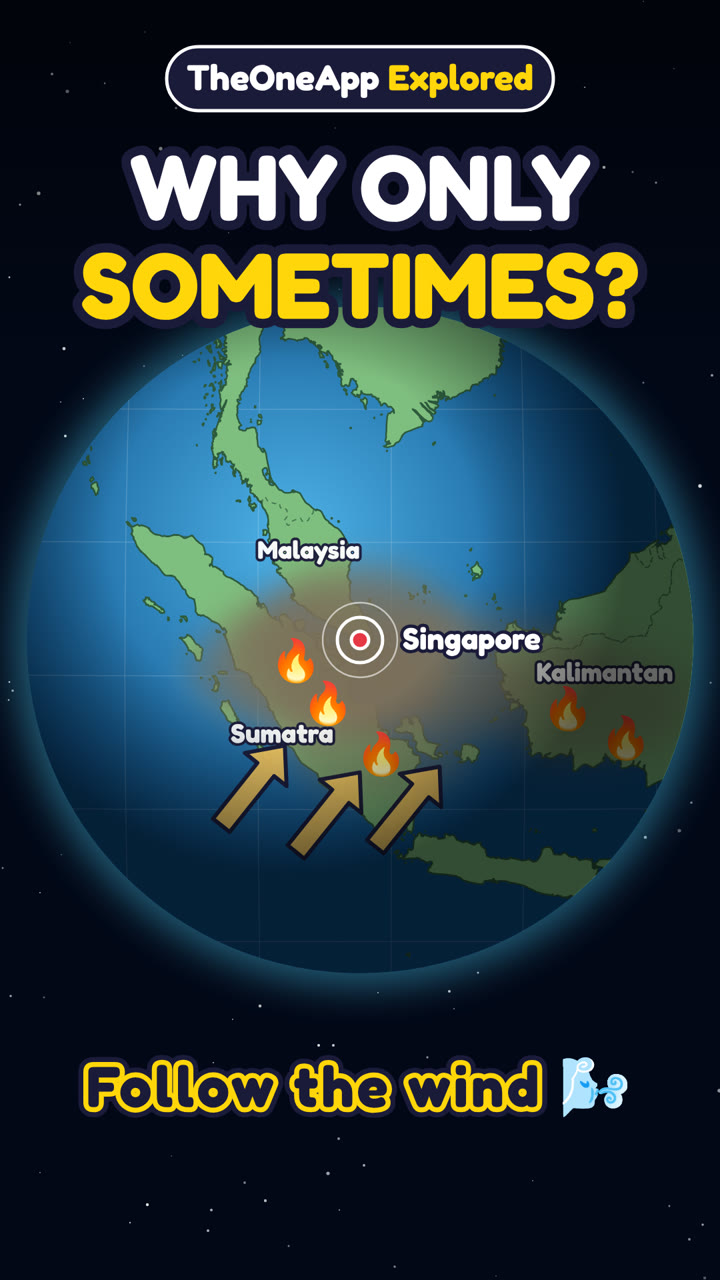 TheOneApp Explored
WHY ONLY
SOMETIMES?
Malaysia
Singapore
Kalimantan
Sumatra
Follow the wind